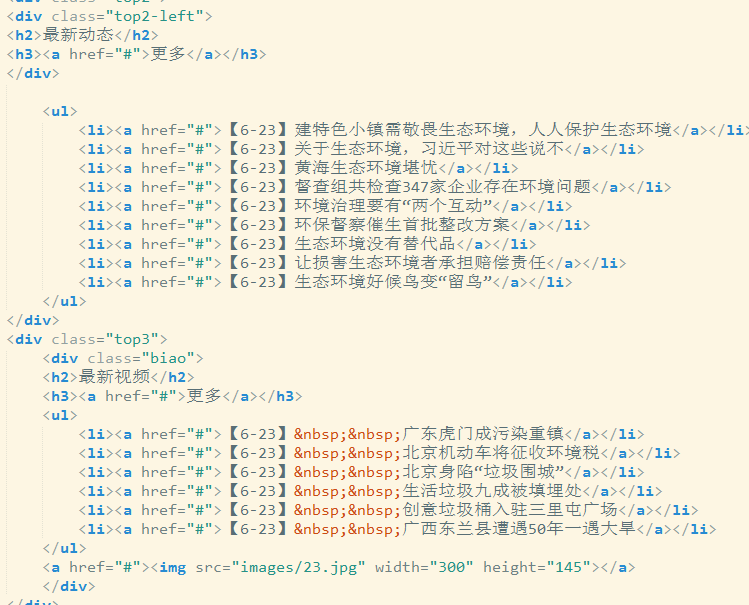 <div class="top2">
<div class="top2-left">
<h2>最新动态</h2>
<h3><a href="#">更多</a></h3>
</div>
<ul>
<li><a href="#">【6-23】建特色小镇需敬畏生态环境，人人保护生态环境</a></li>
<li><a href="#">【6-23】关于生态环境，习近平对这些说不</a></li>
<li><a href="#">【6-23】黄海生态环境堪忧</a></li>
<li><a href="#">【6-23】督查组共检查347家企业存在环境问题</a></li>
<li><a href="#">【6-23】环境治理要有“两个互动”</a></li>
<li><a href="#">【6-23】环保督察催生首批整改方案</a></li>
<li><a href="#">【6-23】生态环境没有替代品</a></li>
<li><a href="#">【6-23】让损害生态环境者承担赔偿责任</a></li>
<li><a href="#">【6-23】生态环境好候鸟变“留鸟”</a></li>
</ul>
</div>
<div class="top3">
<div class="biao">
<h2>最新视频</h2>
<h3><a href="#">更多</a></h3>
<ul>
<li><a href="#">【6-23】&nbsp;&nbsp;广东虎门成污染重镇</a></li>
<li><a href="#">【6-23】&nbsp;&nbsp;北京机动车将征收环境税</a></li>
<li><a href="#">【6-23】&nbsp;&nbsp;北京身陷“垃圾围城”</a></li>
<li><a href="#">【6-23】&nbsp;&nbsp;生活垃圾九成被填埋处</a></li>
<li><a href="#">【6-23】&nbsp;&nbsp;创意垃圾桶入驻三里屯广场</a></li>
<li><a href="#">【6-23】&nbsp;&nbsp;广西东兰县遭遇50年一遇大旱</a></li>
</ul>
<a href="#"><img src="images/23.jpg" width="300" height="145"></a>
</div>
</div>